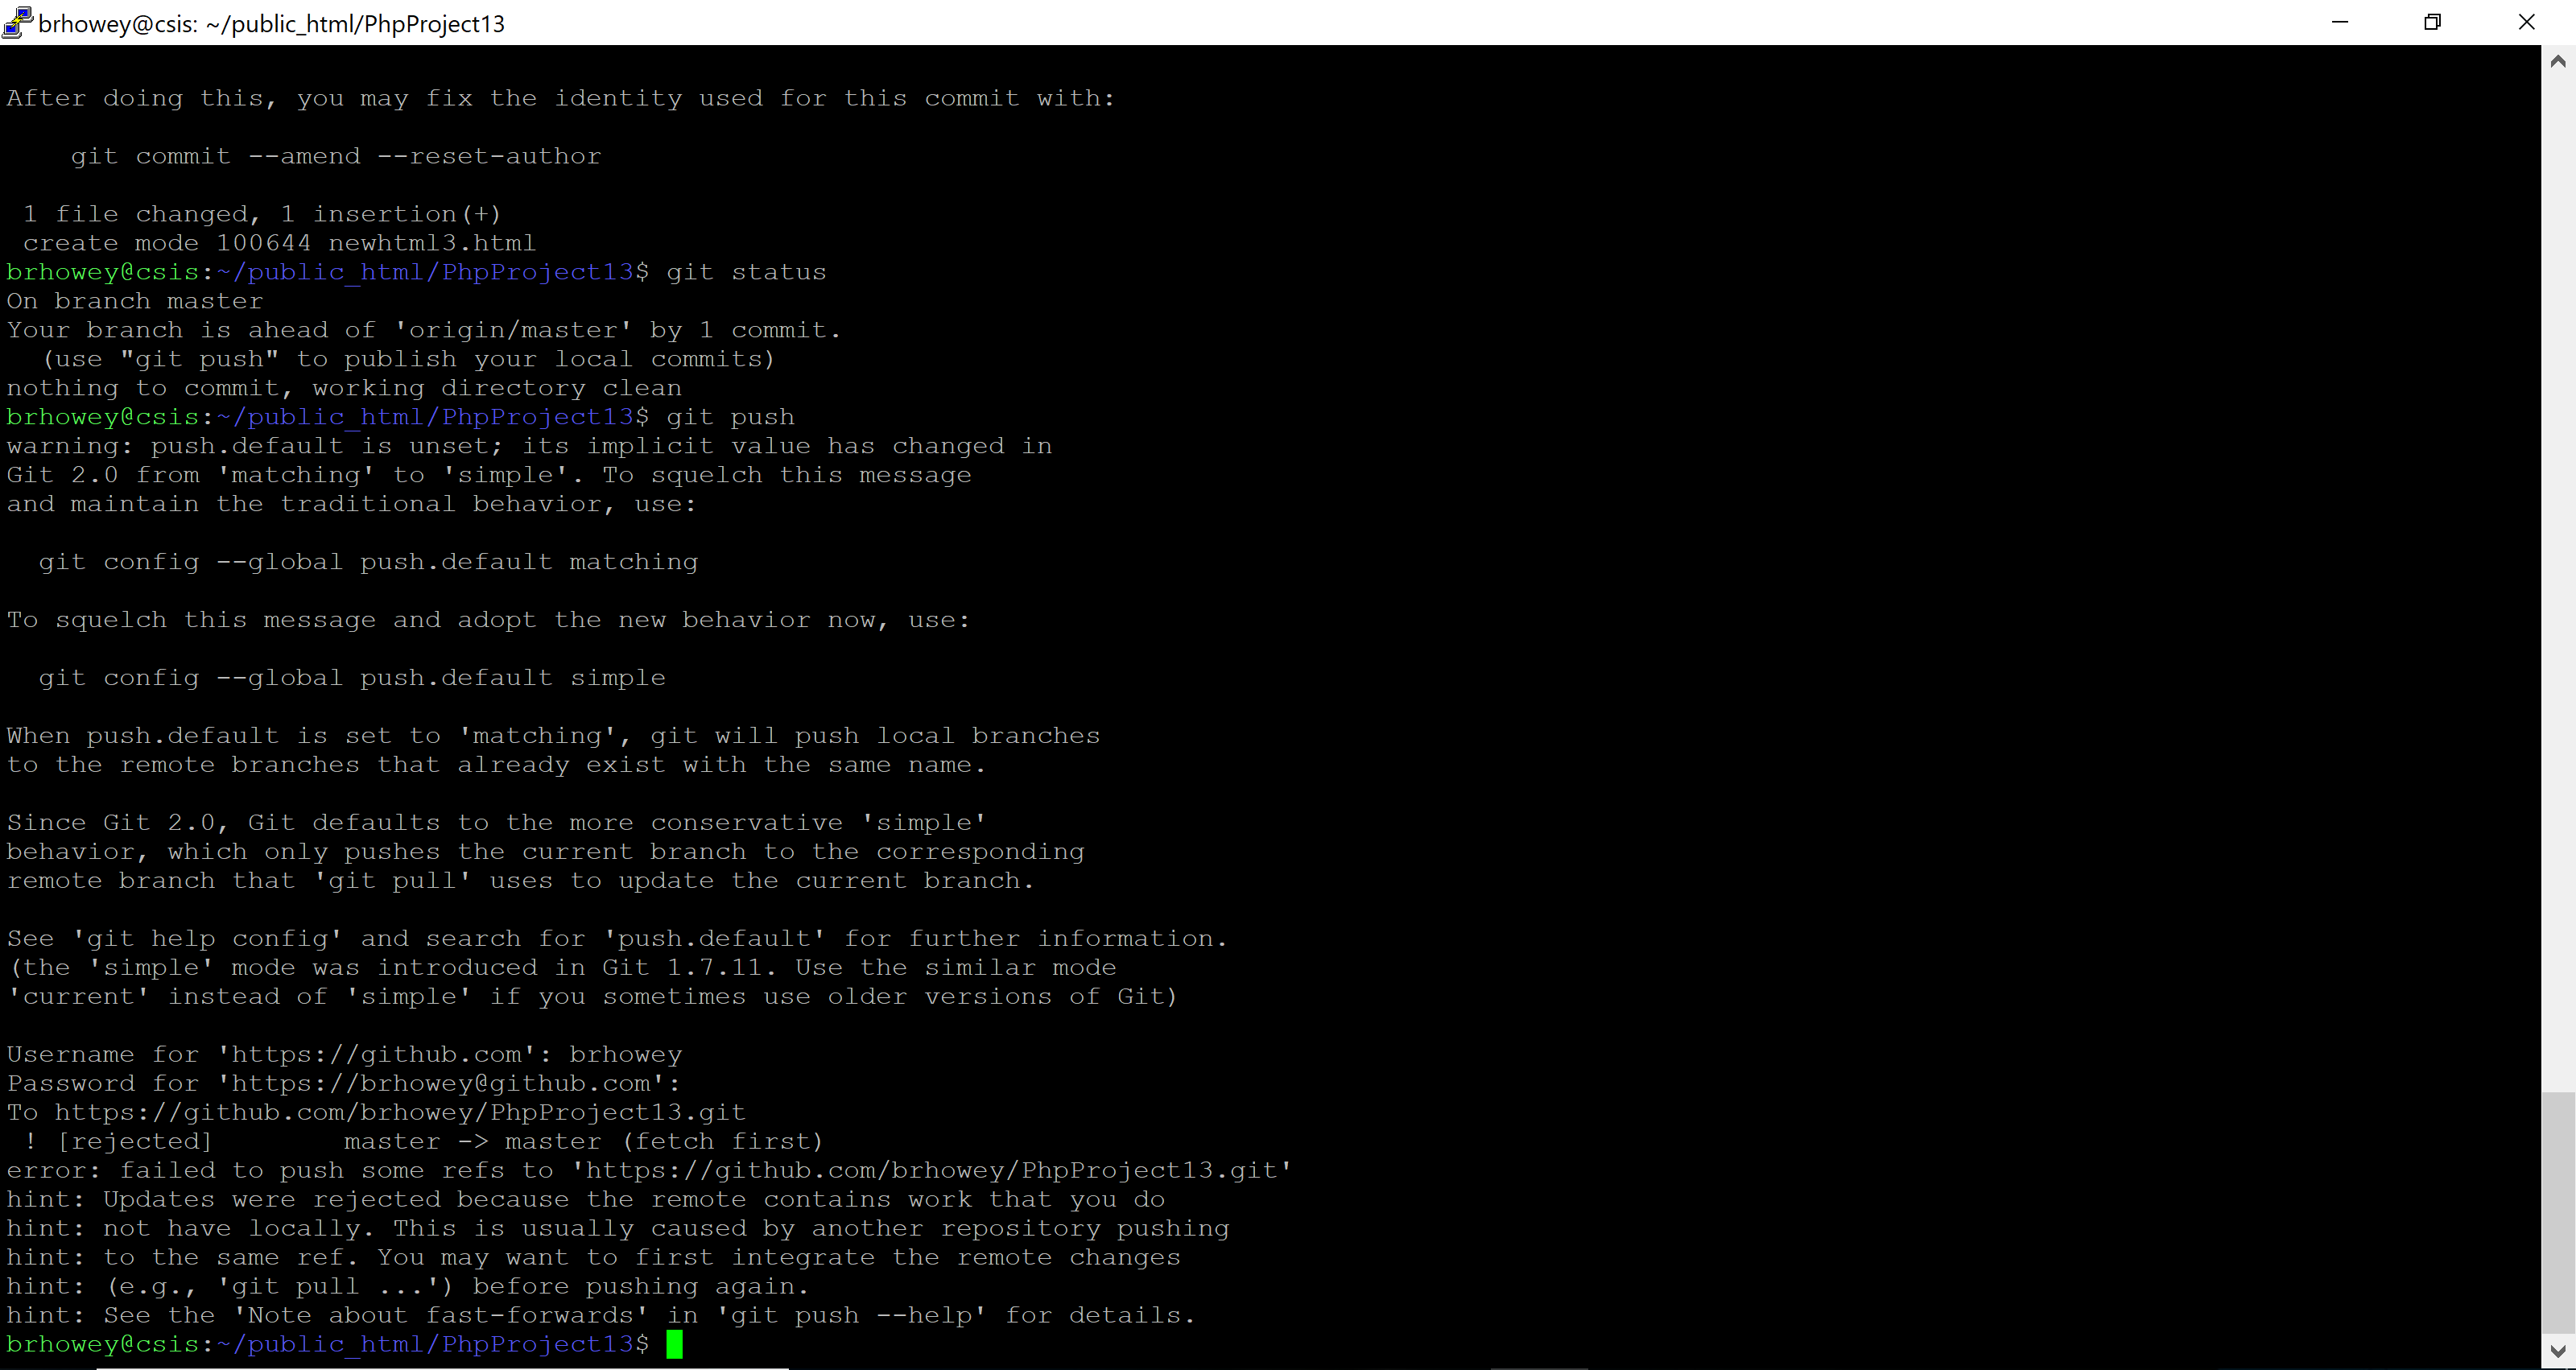 brhowey@csis: ~/public_html/PhpProject13
After doing this, you may fix the identity used for this commit with:
    git commit --amend --reset-author
 1 file changed, 1 insertion(+)
 create mode 100644 newhtml3.html
brhowey@csis:~/public_html/PhpProject13$ git status
On branch master
Your branch is ahead of 'origin/master' by 1 commit.
  (use "git push" to publish your local commits)
nothing to commit, working directory clean
brhowey@csis:~/public_html/PhpProject13$ git push
warning: push.default is unset; its implicit value has changed in
Git 2.0 from 'matching' to 'simple'. To squelch this message
and maintain the traditional behavior, use:
  git config --global push.default matching
To squelch this message and adopt the new behavior now, use:
  git config --global push.default simple
When push.default is set to 'matching', git will push local branches
to the remote branches that already exist with the same name.
Since Git 2.0, Git defaults to the more conservative 'simple'
behavior, which only pushes the current branch to the corresponding
remote branch that 'git pull' uses to update the current branch.
See 'git help config' and search for 'push.default' for further information.
(the 'simple' mode was introduced in Git 1.7.11. Use the similar mode
'current' instead of 'simple' if you sometimes use older versions of Git)
Username for 'https://github.com': brhowey
Password for 'https://brhowey@github.com':
To https://github.com/brhowey/PhpProject13.git
 ! [rejected]        master -> master (fetch first)
error: failed to push some refs to 'https://github.com/brhowey/PhpProject13.git'
hint: Updates were rejected because the remote contains work that you do
hint: not have locally. This is usually caused by another repository pushing
hint: to the same ref. You may want to first integrate the remote changes
hint: (e.g., 'git pull ...') before pushing again.
hint: See the 'Note about fast-forwards' in 'git push --help' for details.
brhowey@csis:~/public_html/PhpProject13$